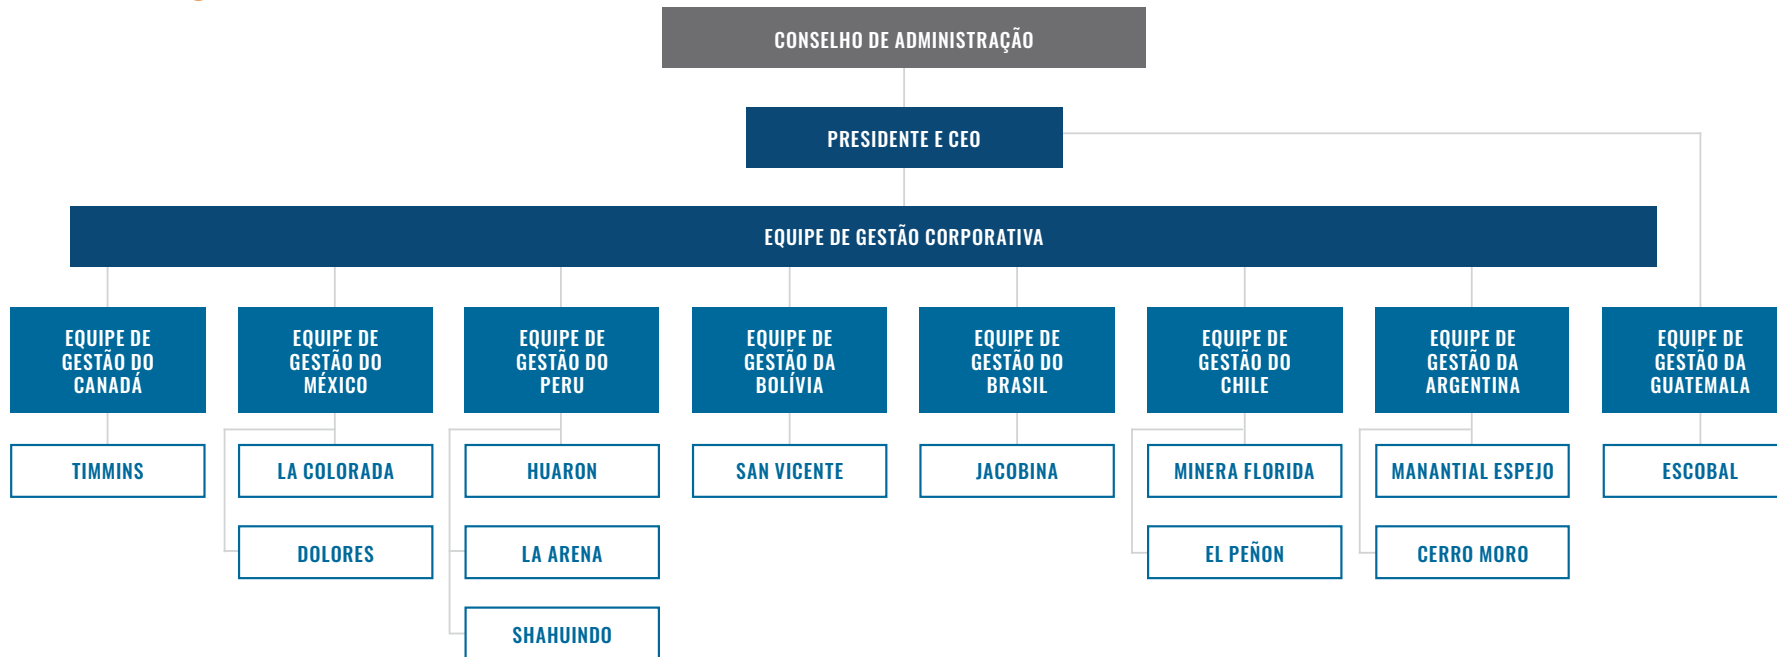 CONSELHO DE ADMINISTRAÇÃO
PRESIDENTE E CEO
EQUIPE DE GESTÃO CORPORATIVA
EQUIPE DE
GESTÃO DO
CANADÁ
EQUIPE DE
GESTÃO DO
MÉXICO
EQUIPE DE
GESTÃO DO
PERU
EQUIPE DE
GESTÃO DA
BOLÍVIA
EQUIPE DE
GESTÃO DO
BRASIL
EQUIPE DE
GESTÃO DO
CHILE
EQUIPE DE
GESTÃO DA
ARGENTINA
EQUIPE DE
GESTÃO DA
GUATEMALA
TIMMINS
LA COLORADA
HUARON
SAN VICENTE
JACOBINA
MINERA FLORIDA
MANANTIAL ESPEJO
ESCOBAL
DOLORES
LA ARENA
EL PEÑON
CERRO MORO
SHAHUINDO